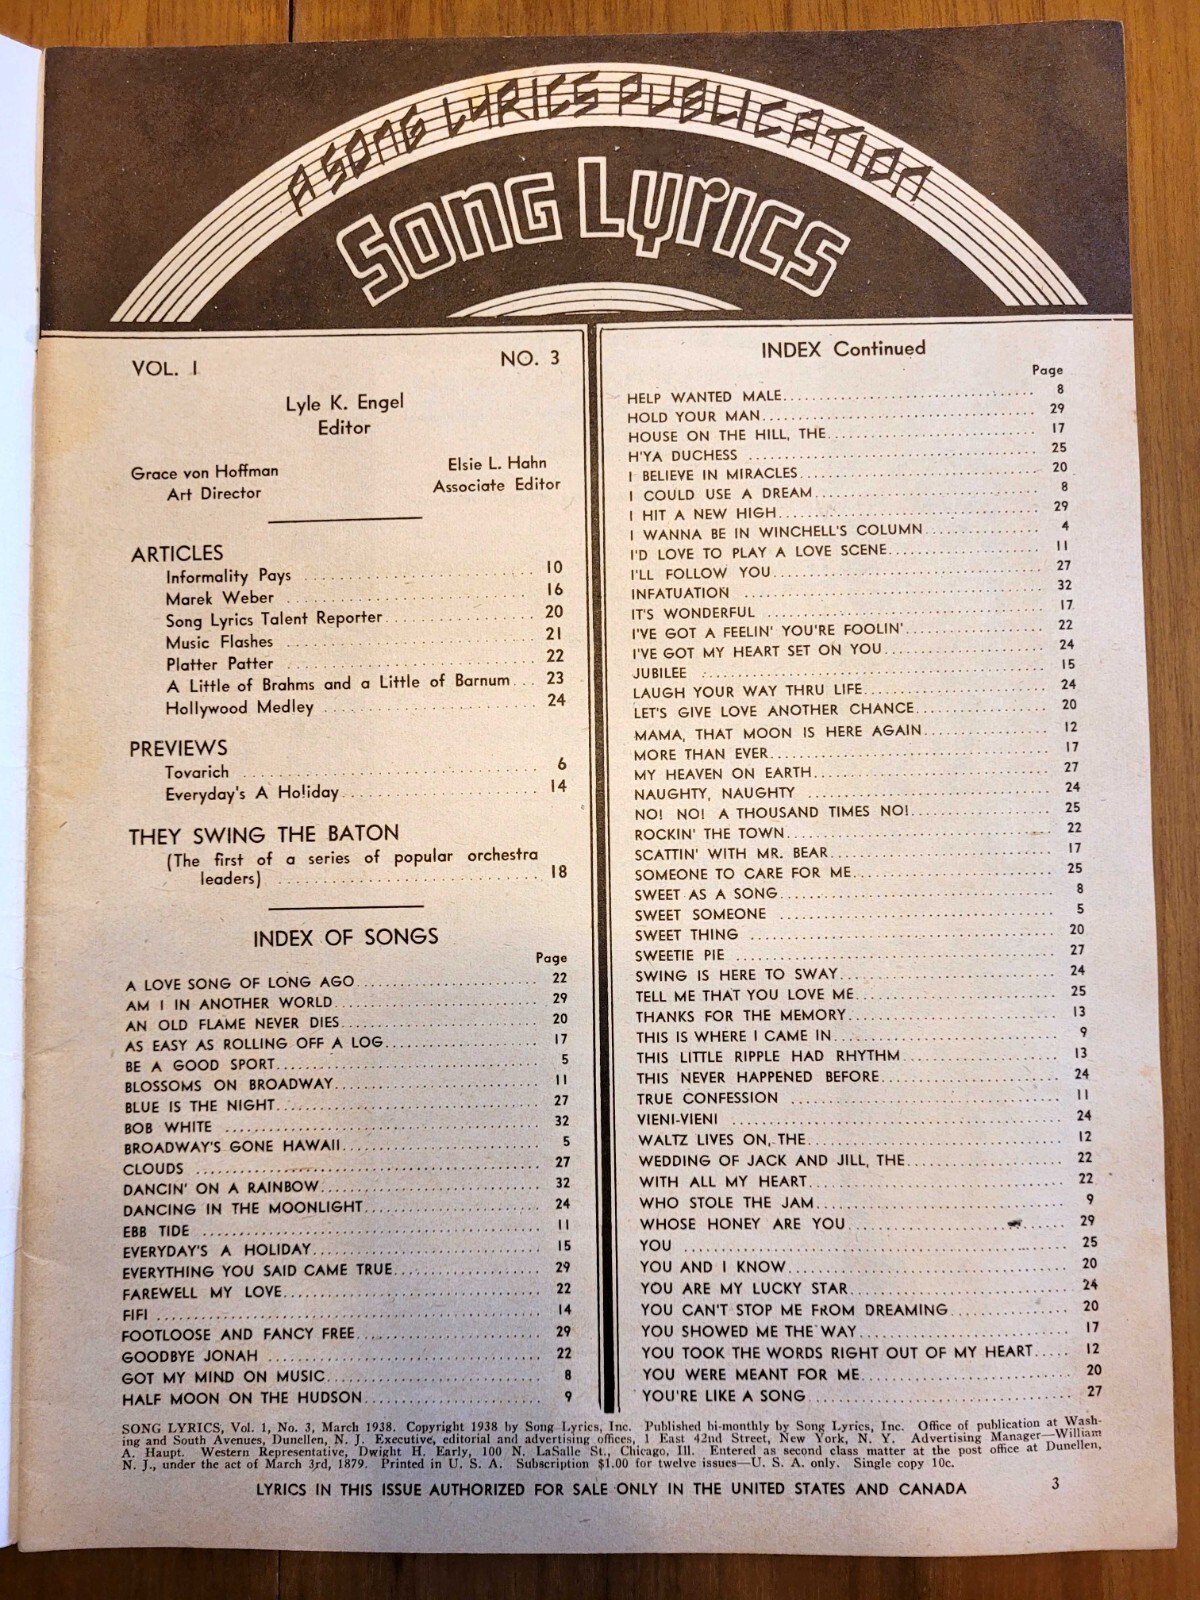 A SONG LYRICS PUBLICATION
SONG LYRICS
VOL. I NO. 3
Lyle K. Engel
Editor
Grace von Hoffman
Art Director
Elsie L. Hahn
Associate Editor
ARTICLES
Informality Pays 10
Marek Weber 16
Song Lyrics Talent Reporter 20
Music Flashes 21
Platter Patter 22
A Little of Brahms and a Little of Barnum 23
Hollywood Medley 24
PREVIEWS
Tovarich 6
Everyday's A Holiday 14
THEY SWING THE BATON
(The first of a series of popular orchestra
leaders) 18
INDEX OF SONGS
Page
A LOVE SONG OF LONG AGO 22
AM I IN ANOTHER WORLD 29
AN OLD FLAME NEVER DIES 20
AS EASY AS ROLLING OFF A LOG 17
BE A GOOD SPORT 5
BLOSSOMS ON BROADWAY 11
BLUE IS THE NIGHT 27
BOB WHITE 32
BROADWAY'S GONE HAWAII 5
CLOUDS 27
DANCIN' ON A RAINBOW 32
DANCING IN THE MOONLIGHT 24
EBB TIDE 11
EVERYDAY'S A HOLIDAY 15
EVERYTHING YOU SAID CAME TRUE 29
FAREWELL MY LOVE 22
FIFI 14
FOOTLOOSE AND FANCY FREE 29
GOODBYE JONAH 22
GOT MY MIND ON MUSIC 8
HALF MOON ON THE HUDSON 9
INDEX Continued
Page
HELP WANTED MALE 8
HOLD YOUR MAN 29
HOUSE ON THE HILL, THE 17
H'YA DUCHESS 25
I BELIEVE IN MIRACLES 20
I COULD USE A DREAM 8
I HIT A NEW HIGH 29
I WANNA BE IN WINCHELL'S COLUMN 4
I'D LOVE TO PLAY A LOVE SCENE 11
I'LL FOLLOW YOU 27
INFATUATION 32
IT'S WONDERFUL 17
I'VE GOT A FEELIN' YOU'RE FOOLIN' 22
I'VE GOT MY HEART SET ON YOU 24
JUBILEE 15
LAUGH YOUR WAY THRU LIFE 24
LET'S GIVE LOVE ANOTHER CHANCE 20
MAMA, THAT MOON IS HERE AGAIN 12
MORE THAN EVER 17
MY HEAVEN ON EARTH 27
NAUGHTY, NAUGHTY 24
NO! NO! A THOUSAND TIMES NO! 25
ROCKIN' THE TOWN 22
SCATTIN' WITH MR. BEAR 17
SOMEONE TO CARE FOR ME 25
SWEET AS A SONG 8
SWEET SOMEONE 5
SWEET THING 20
SWEETIE PIE 27
SWING IS HERE TO SWAY 24
TELL ME THAT YOU LOVE ME 25
THANKS FOR THE MEMORY 13
THIS IS WHERE I CAME IN 9
THIS LITTLE RIPPLE HAD RHYTHM 13
THIS NEVER HAPPENED BEFORE 24
TRUE CONFESSION 11
VIENI-VIENI 24
WALTZ LIVES ON, THE 12
WEDDING OF JACK AND JILL, THE 22
WITH ALL MY HEART 22
WHO STOLE THE JAM 9
WHOSE HONEY ARE YOU 29
YOU 25
YOU AND I KNOW 20
YOU ARE MY LUCKY STAR 24
YOU CAN'T STOP ME FROM DREAMING 20
YOU SHOWED ME THE WAY 17
YOU TOOK THE WORDS RIGHT OUT OF MY HEART 12
YOU WERE MEANT FOR ME 20
YOU'RE LIKE A SONG 27
SONG LYRICS, Vol. 1, No. 3, March 1938. Copyright 1938 by Song Lyrics, Inc. Published bi-monthly by Song Lyrics, Inc. Office of publication at Wash-
ing and South Avenues, Dunellen, N. J. Executive, editorial and advertising offices, 1 East 42nd Street, New York, N. Y. Advertising Manager—William
A. Haupt. Western Representative, Dwight H. Early, 100 N. LaSalle St., Chicago, Ill. Entered as second class matter at the post office at Dunellen,
N. J., under the act of March 3rd, 1879. Printed in U. S. A. Subscription $1.00 for twelve issues—U. S. A. only. Single copy 10c.
LYRICS IN THIS ISSUE AUTHORIZED FOR SALE ONLY IN THE UNITED STATES AND CANADA 3